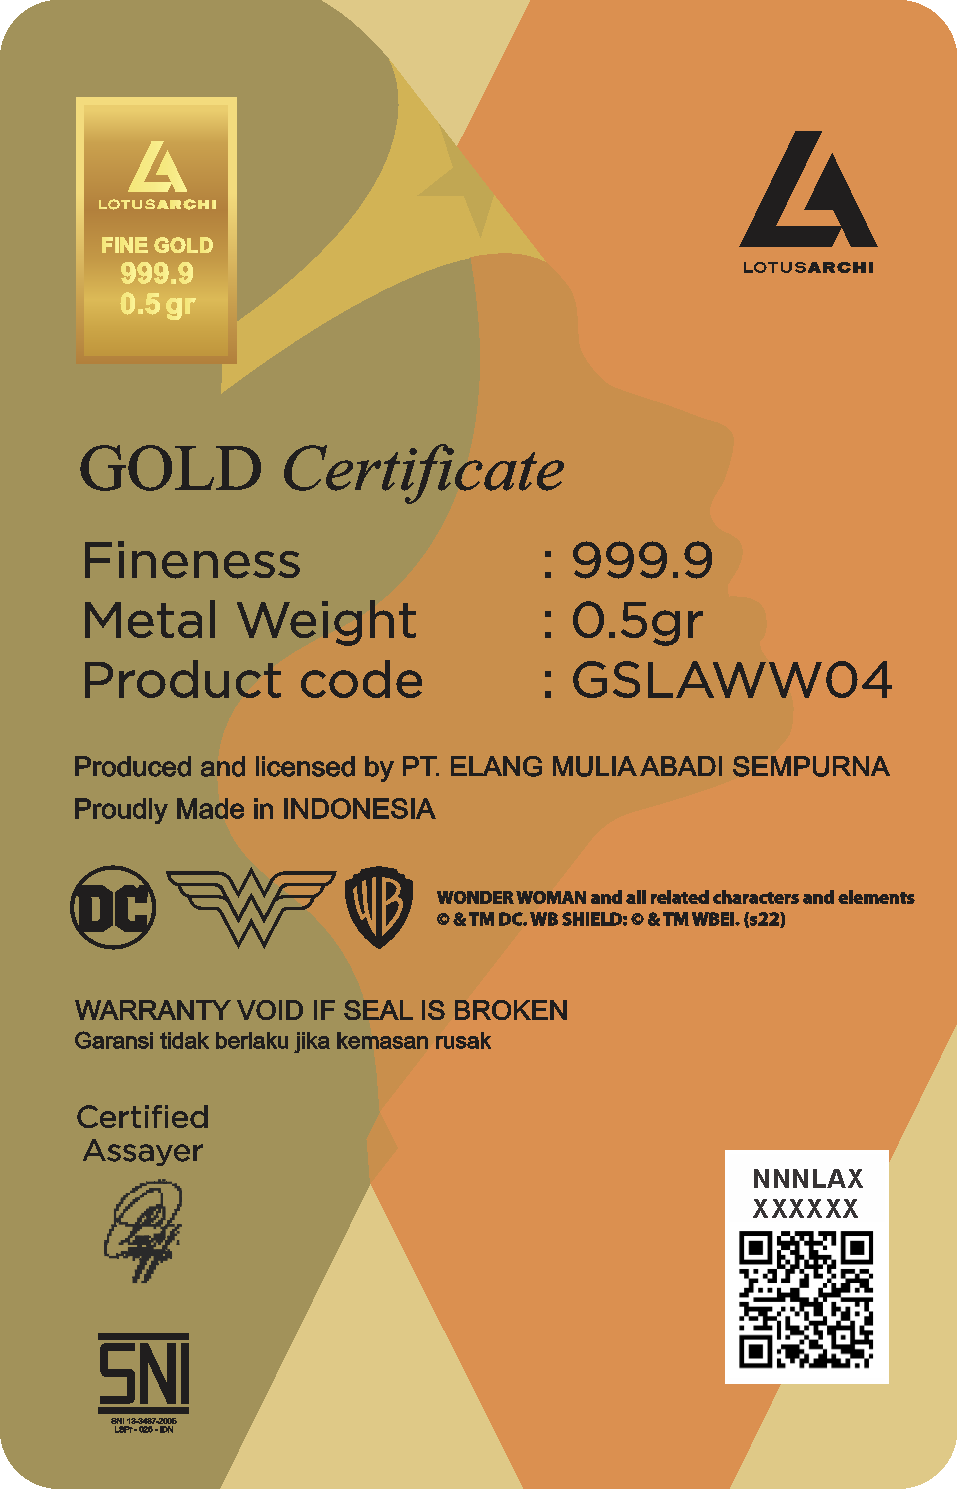 LOTUSARCHI
FINE GOLD
999.9
0.5 gr
LOTUSARCHI
GOLD Certificate
Fineness : 999.9
Metal Weight : 0.5gr
Product code : GSLAWW04
Produced and licensed by PT. ELANG MULIA ABADI SEMPURNA
Proudly Made in INDONESIA
DC
W
WB
WONDER WOMAN and all related characters and elements
© & TM DC. WB SHIELD: © & TM WBEI. (s22)
WARRANTY VOID IF SEAL IS BROKEN
Garansi tidak berlaku jika kemasan rusak
Certified
Assayer
NNNLAX
XXXXXX
SNI
SNI 13-3487-2005
LSPr - 026 - IDN